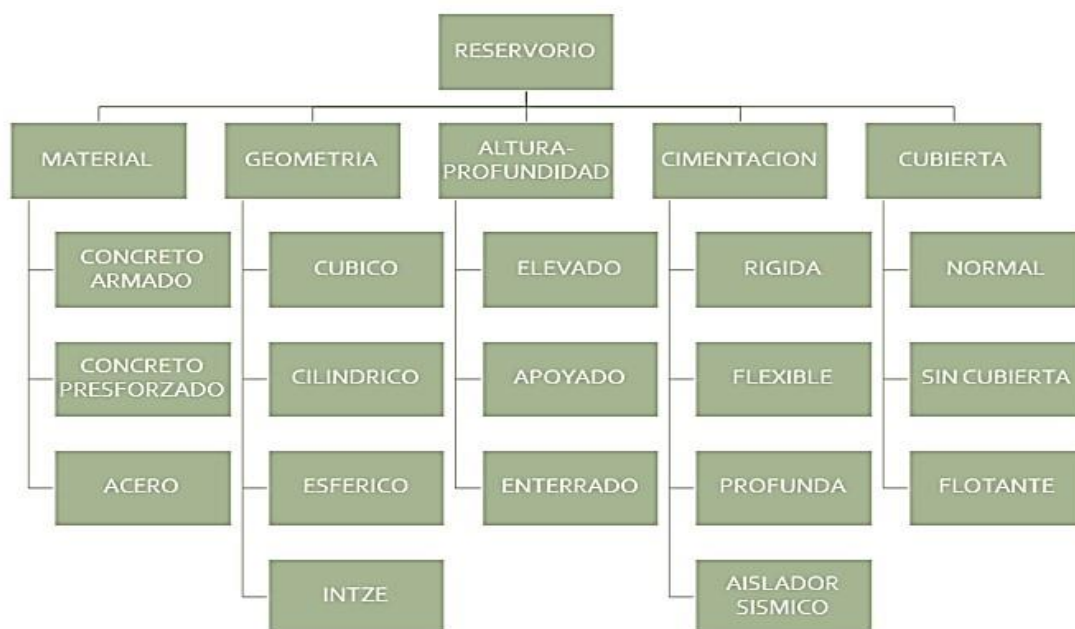 RESERVORIO
MATERIAL
GEOMETRIA
ALTURA-
PROFUNDIDAD
CIMENTACION
CUBIERTA
CONCRETO
ARMADO
CUBICO
ELEVADO
RIGIDA
NORMAL
CONCRETO
PRESFORZADO
CILINDRICO
APOYADO
FLEXIBLE
SIN CUBIERTA
ACERO
ESFERICO
ENTERRADO
PROFUNDA
FLOTANTE
INTZE
AISLADOR
SISMICO